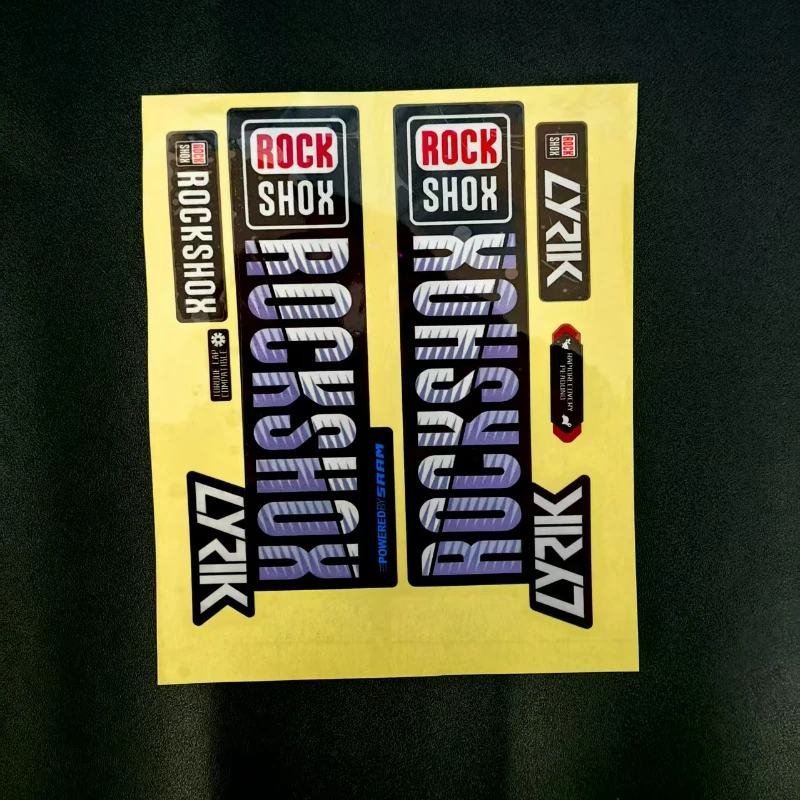 ROCK
SHOX
ROCKSHOX
TORQUE CAP
COMPATIBLE
ROCK
SHOX
ROCKSHOX
LYRIK
POWERED BY SRAM
ROCK
SHOX
ROCKSHOX
LYRIK
ROCK
SHOX
LYRIK